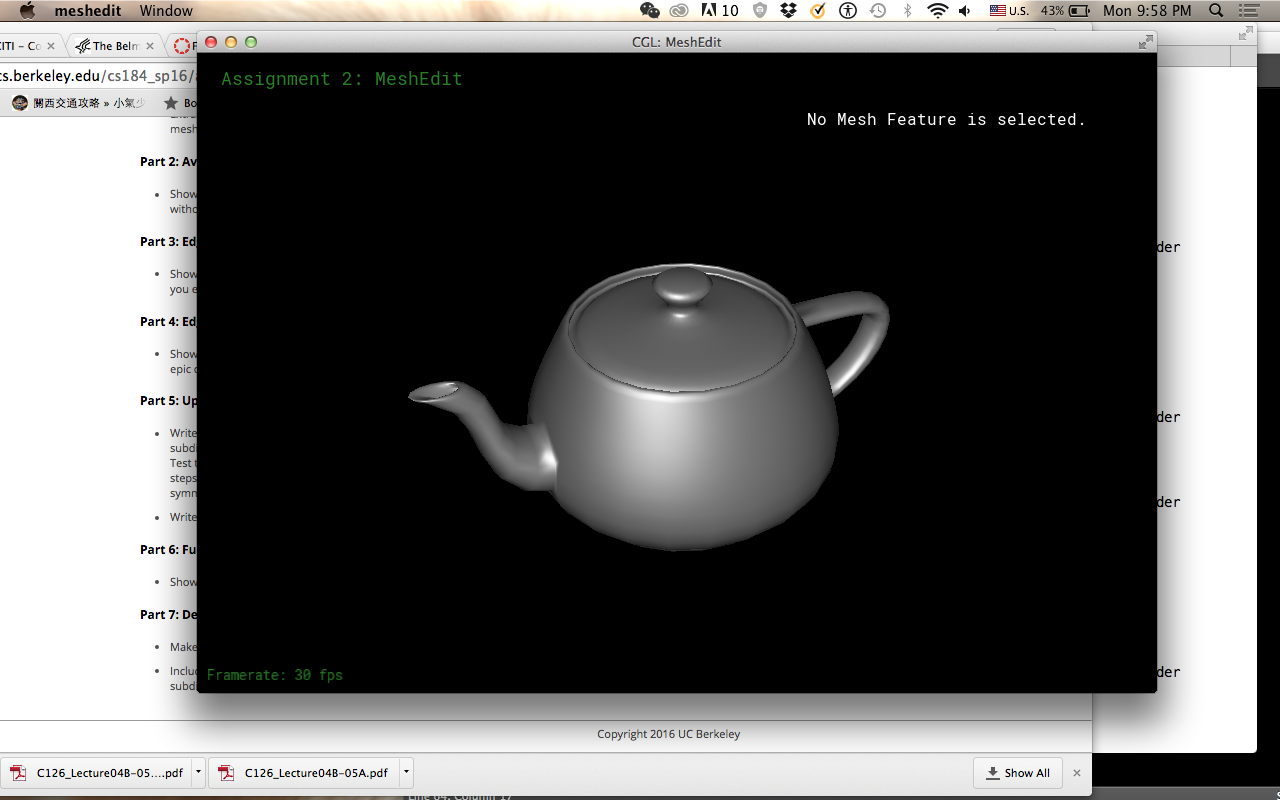 meshedit Window
10 U.S. 43% Mon 9:58 PM
CITI – Co The Belm
CGL: MeshEdit
cs.berkeley.edu/cs184_sp16/
關西交通攻略 » 小氣少 Bo
Assignment 2: MeshEdit
No Mesh Feature is selected.
mesh
Part 2: Av
Show
witho
Part 3: Ed
Show
you e
Part 4: Ed
Show
epic
Part 5: Up
Write
subdi
Test t
steps
symn
Write
Part 6: Fu
Show
Part 7: De
Make
Inclu
subdi
der
der
der
der
Framerate: 30 fps
Copyright 2016 UC Berkeley
C126_Lecture04B-05....pdf C126_Lecture04B-05A.pdf Show All